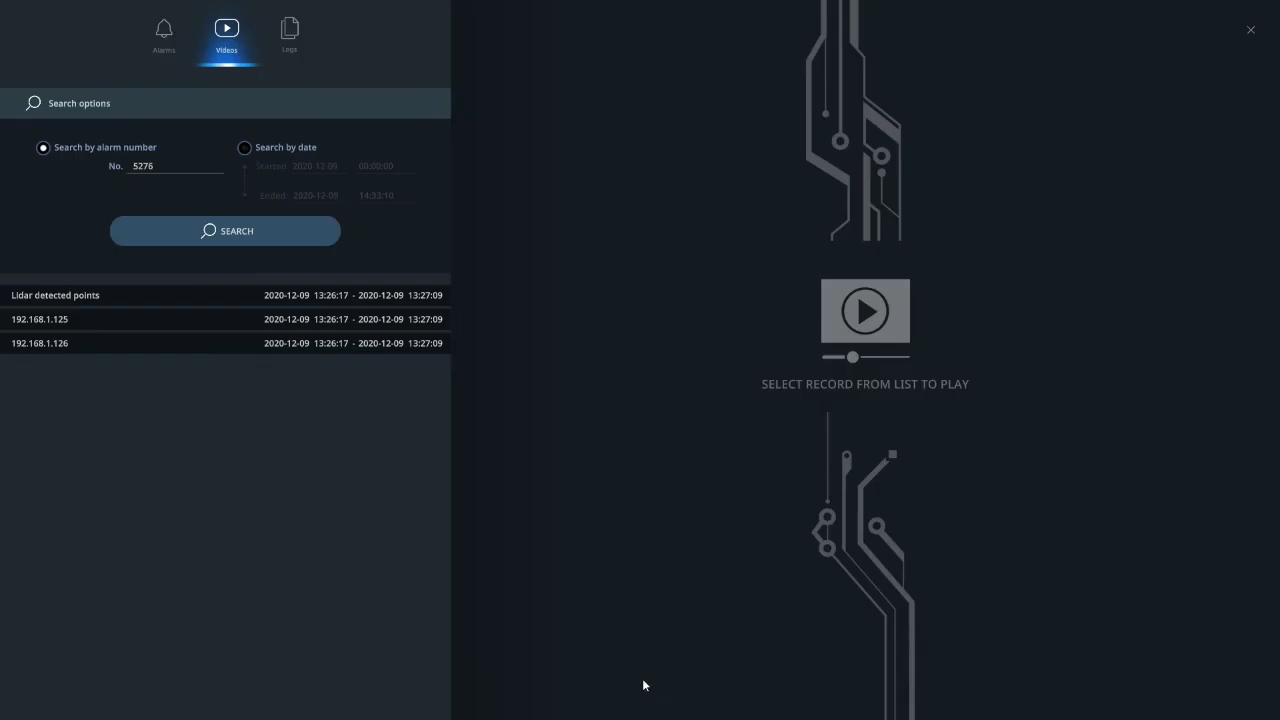 Alarms Videos Logs
Search options
Search by alarm number Search by date
No. 5276 Started 2020-12-09 00:00:00
Ended 2020-12-09 14:33:10
SEARCH
Lidar detected points 2020-12-09 13:26:17 - 2020-12-09 13:27:09
192.168.1.125 2020-12-09 13:26:17 - 2020-12-09 13:27:09
192.168.1.126 2020-12-09 13:26:17 - 2020-12-09 13:27:09
SELECT RECORD FROM LIST TO PLAY